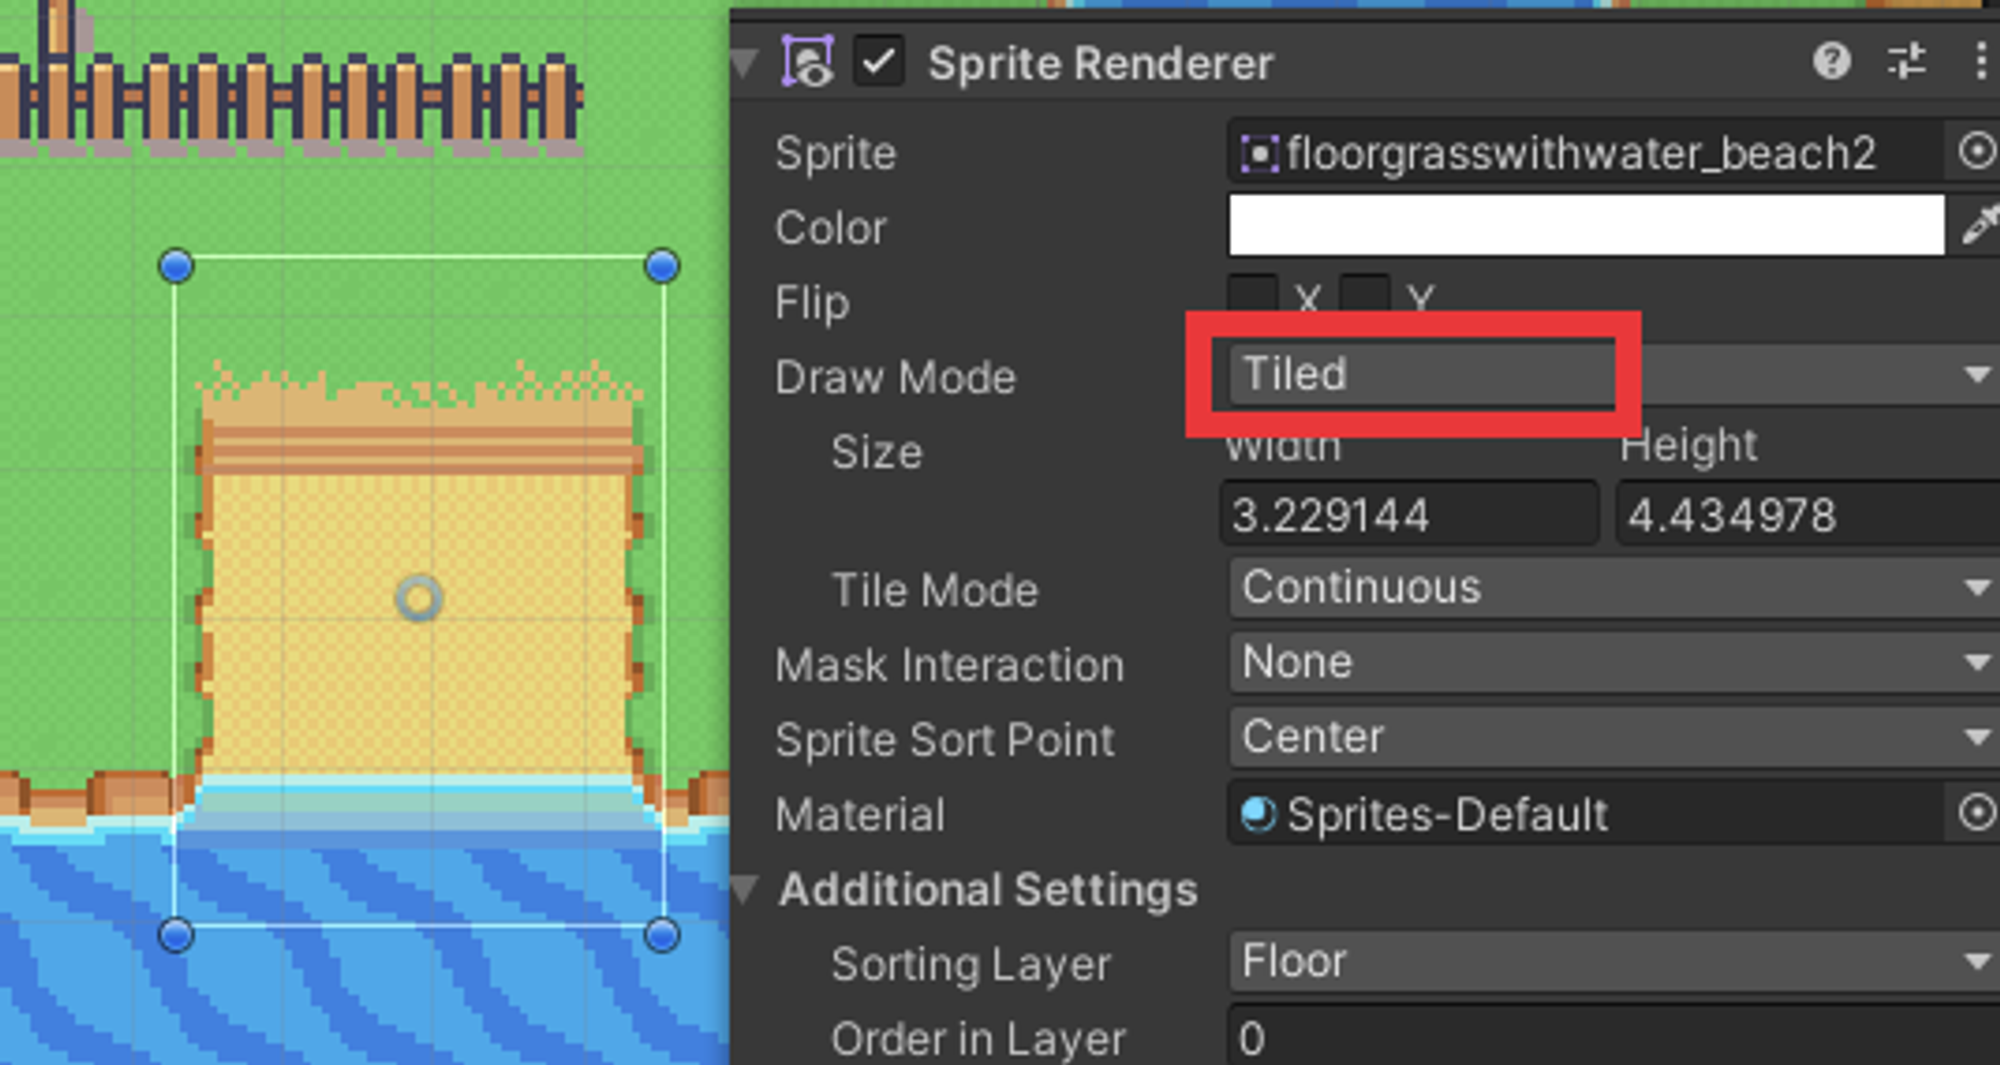 Sprite Renderer
Sprite floorgrasswithwater_beach2
Color
Flip X Y
Draw Mode Tiled
Size Width Height
3.229144 4.434978
Tile Mode Continuous
Mask Interaction None
Sprite Sort Point Center
Material Sprites-Default
Additional Settings
Sorting Layer Floor
Order in Layer 0